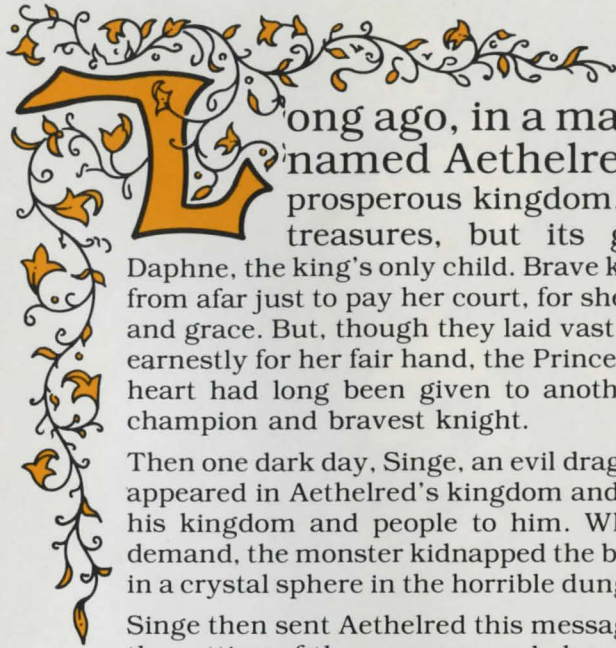 Long ago, in a ma
named Aethelre
prosperous kingdom.
treasures, but its g
Daphne, the king's only child. Brave k
from afar just to pay her court, for she
and grace. But, though they laid vast
earnestly for her fair hand, the Prince
heart had long been given to anoth
champion and bravest knight.
Then one dark day, Singe, an evil drag
appeared in Aethelred's kingdom and
his kingdom and people to him. Wh
demand, the monster kidnapped the b
in a crystal sphere in the horrible dung
Singe then sent Aethelred this messag